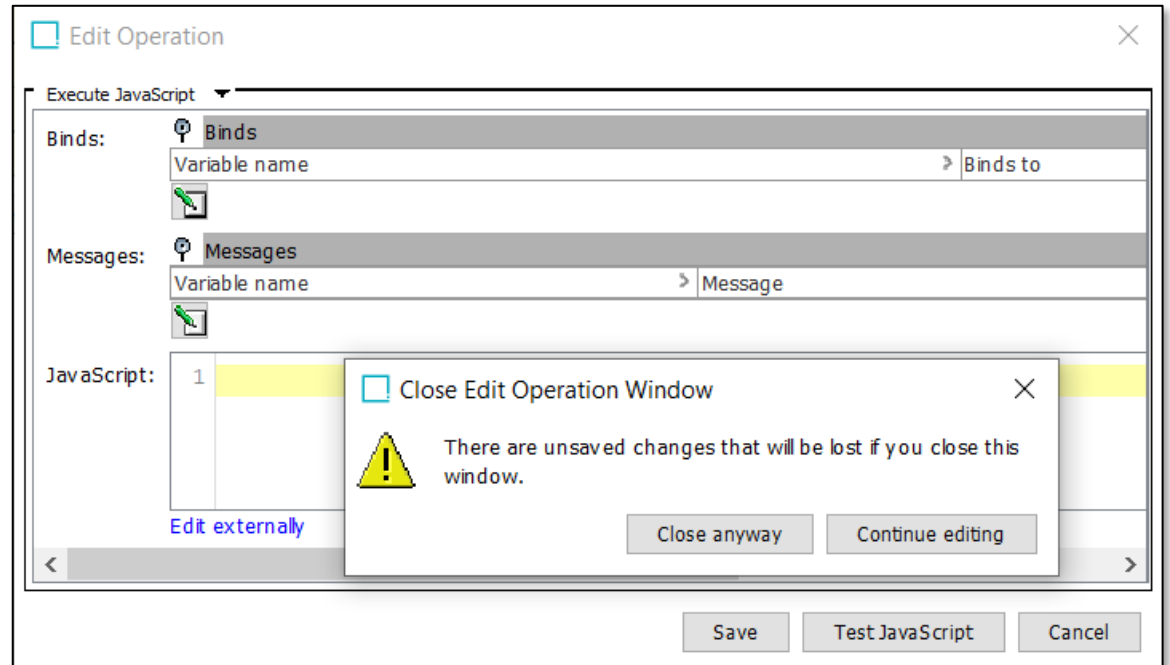 Edit Operation
Execute JavaScript
Binds:
Binds
Variable name
Binds to
Messages:
Messages
Variable name
Message
JavaScript:
1
Close Edit Operation Window
There are unsaved changes that will be lost if you close this
window.
Close anyway
Continue editing
Edit externally
Save
Test JavaScript
Cancel